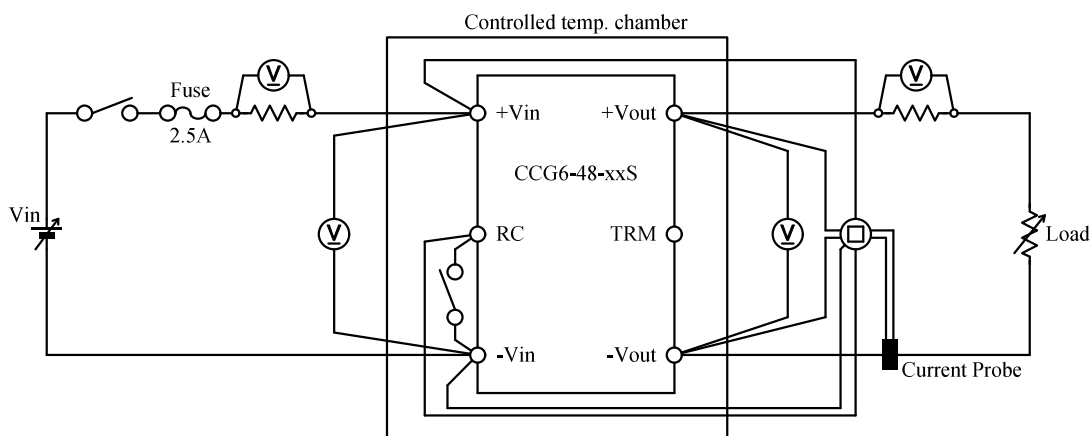 Controlled temp. chamber
V
V
Fuse
2.5A
+Vin
+Vout
CCG6-48-xxS
Vin
V
RC
TRM
V
Load
-Vin
-Vout
Current Probe